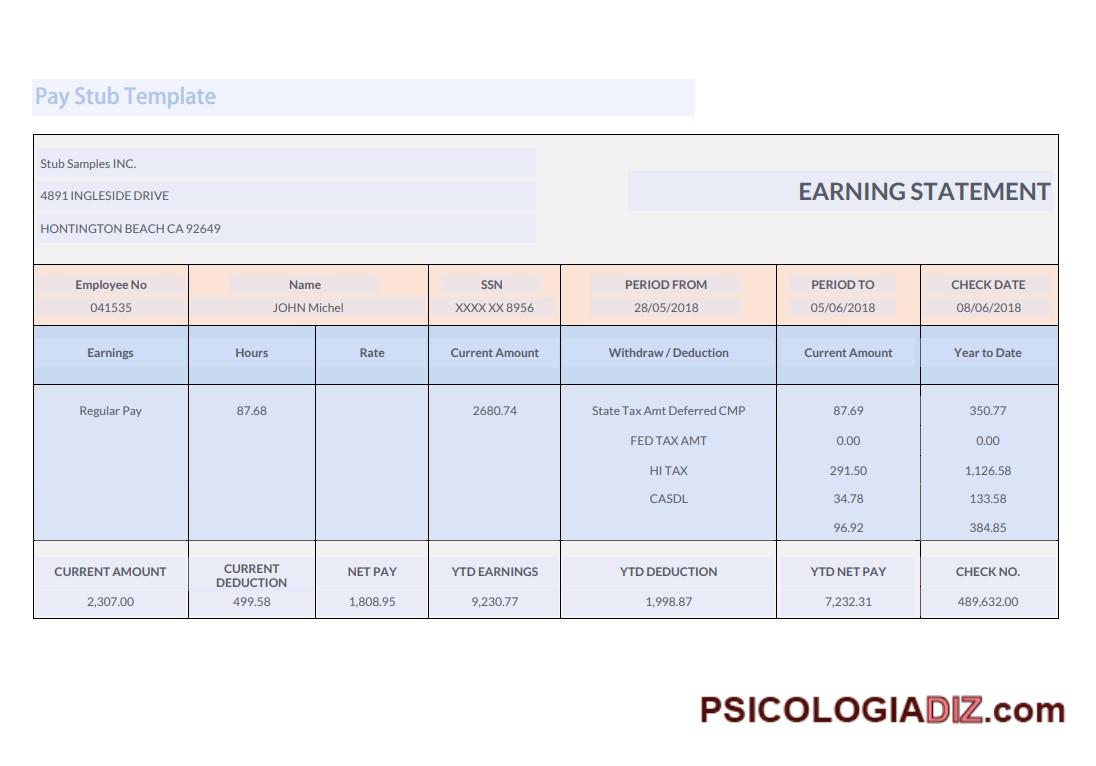 Pay Stub Template
Stub Samples INC.
4891 INGLESIDE DRIVE
HONTINGTON BEACH CA 92649
EARNING STATEMENT
Employee No Name SSN PERIOD FROM PERIOD TO CHECK DATE
041535 JOHN Michel XXXX XX 8956 28/05/2018 05/06/2018 08/06/2018
Earnings Hours Rate Current Amount Withdraw / Deduction Current Amount Year to Date
Regular Pay 87.68 2680.74 State Tax Amt Deferred CMP 87.69 350.77
FED TAX AMT 0.00 0.00
HI TAX 291.50 1,126.58
CASDL 34.78 133.58
96.92 384.85
CURRENT AMOUNT CURRENT DEDUCTION NET PAY YTD EARNINGS YTD DEDUCTION YTD NET PAY CHECK NO.
2,307.00 499.58 1,808.95 9,230.77 1,998.87 7,232.31 489,632.00
PSICOLOGIADIZ.com